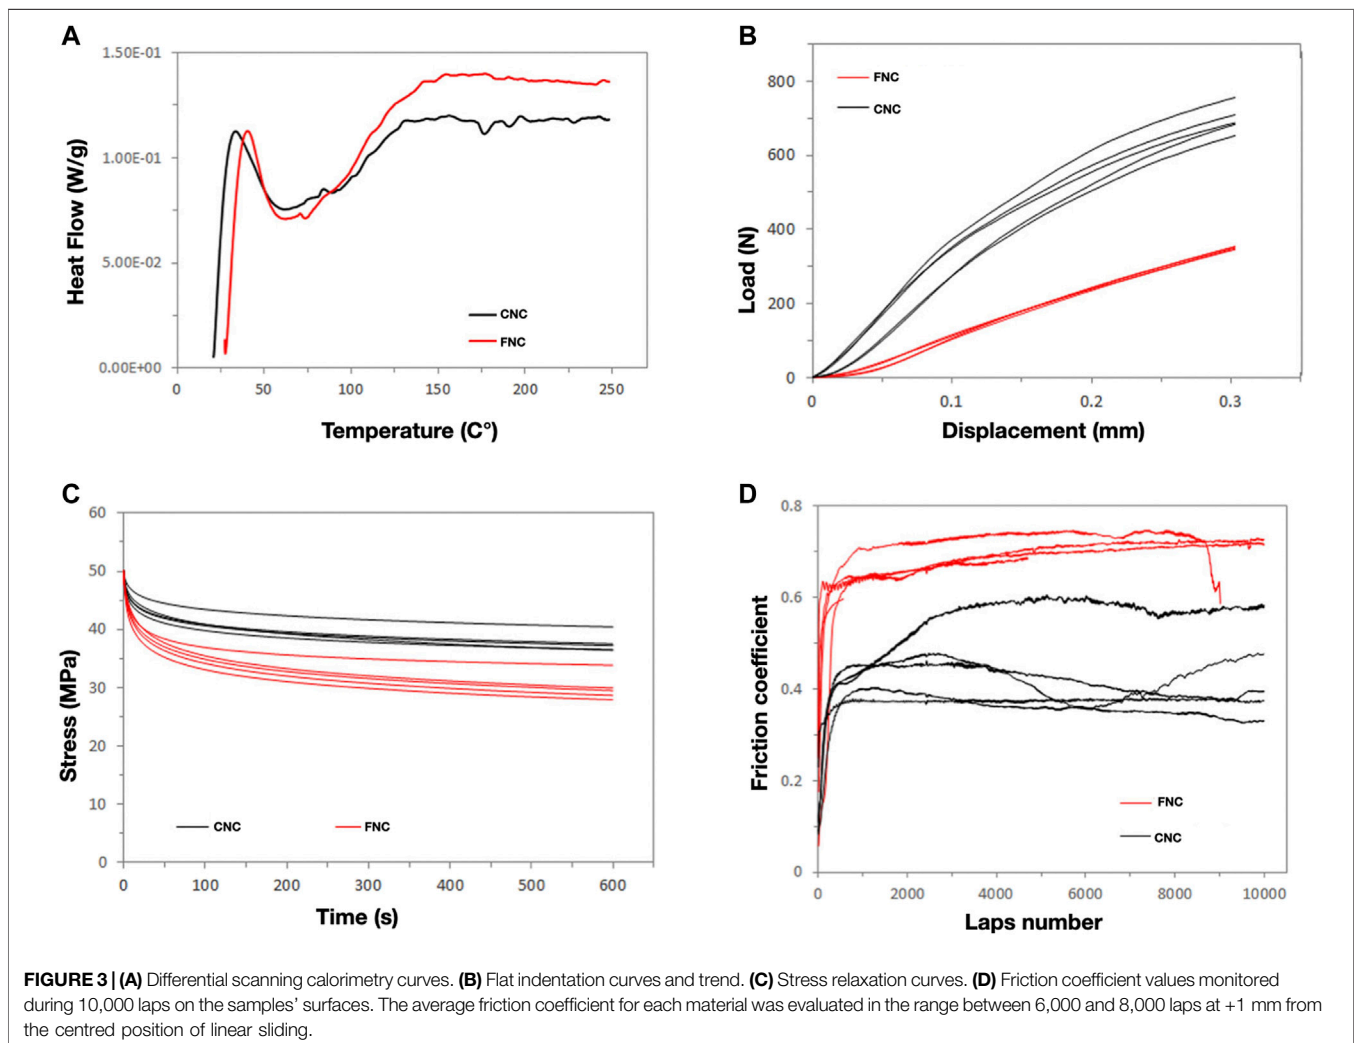 A
1.50E-01
1.00E-01
5.00E-02
0.00E+00
Heat Flow (W/g)
CNC
FNC
0 50 100 150 200 250
Temperature (C°)
B
800
600
400
200
0
Load (N)
FNC
CNC
0 0.1 0.2 0.3
Displacement (mm)
C
60
50
40
30
20
10
0
Stress (MPa)
CNC FNC
0 100 200 300 400 500 600
Time (s)
D
0.8
0.6
0.4
0.2
0
Friction coefficient
FNC
CNC
0 2000 4000 6000 8000 10000
Laps number
FIGURE 3 | (A) Differential scanning calorimetry curves. (B) Flat indentation curves and trend. (C) Stress relaxation curves. (D) Friction coefficient values monitored
during 10,000 laps on the samples’ surfaces. The average friction coefficient for each material was evaluated in the range between 6,000 and 8,000 laps at +1 mm from
the centred position of linear sliding.